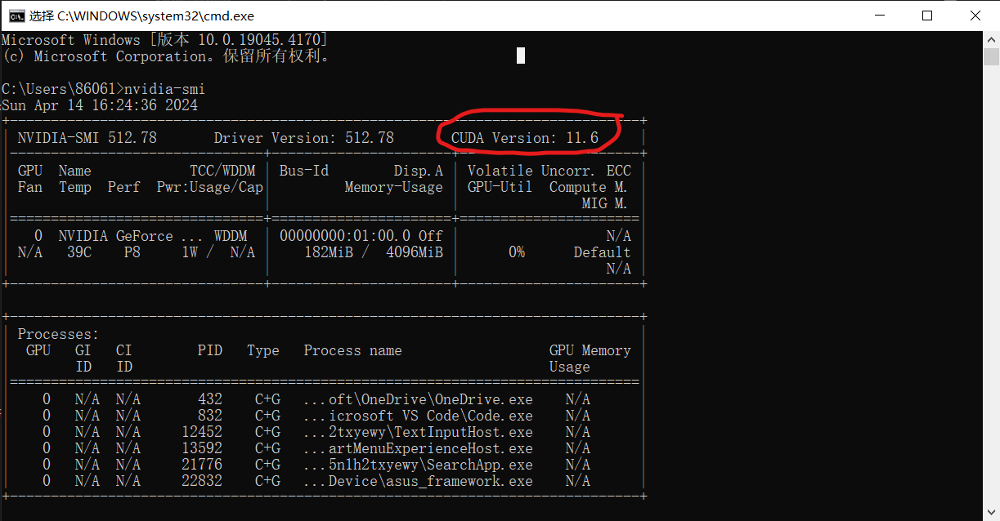 选择 C:\WINDOWS\system32\cmd.exe
Microsoft Windows [版本 10.0.19045.4170]
(c) Microsoft Corporation。保留所有权利。
C:\Users\86061>nvidia-smi
Sun Apr 14 16:24:36 2024
NVIDIA-SMI 512.78 Driver Version: 512.78 CUDA Version: 11.6
GPU Name TCC/WDDM Bus-Id Disp.A Volatile Uncorr. ECC
Fan Temp Perf Pwr:Usage/Cap Memory-Usage GPU-Util Compute M.
MIG M.
0 NVIDIA GeForce ... WDDM 00000000:01:00.0 Off N/A
N/A 39C P8 1W / N/A 182MiB / 4096MiB 0% Default
N/A
Processes:
GPU GI CI PID Type Process name GPU Memory
ID ID Usage
0 N/A N/A 432 C+G ...oft\OneDrive\OneDrive.exe N/A
0 N/A N/A 832 C+G ...icrosoft VS Code\Code.exe N/A
0 N/A N/A 12452 C+G ...2txyewy\TextInputHost.exe N/A
0 N/A N/A 13592 C+G ...artMenuExperienceHost.exe N/A
0 N/A N/A 21776 C+G ...5n1h2txyewy\SearchApp.exe N/A
0 N/A N/A 22832 C+G ...Device\asus_framework.exe N/A